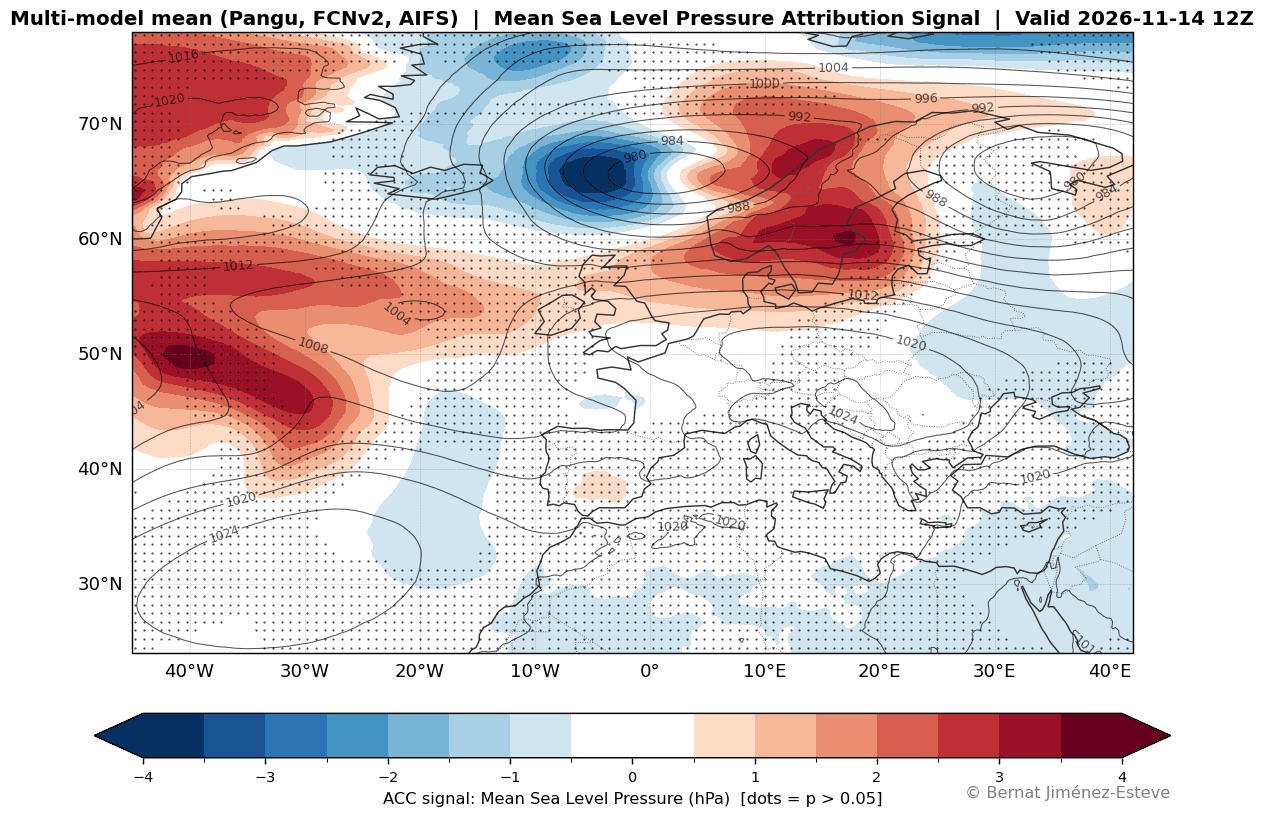 Multi-model mean (Pangu, FCNv2, AIFS) | Mean Sea Level Pressure Attribution Signal | Valid 2026-11-14 12Z
1016
1004
1020
1000
996
992
992
70°N
984
980
980
984
988
988
60°N
1012
1012
1004
1008
1020
50°N
04
1024
40°N
1020
1020
1024
1020
1020
30°N
1016
40°W 30°W 20°W 10°W 0° 10°E 20°E 30°E 40°E
−4 −3 −2 −1 0 1 2 3 4
ACC signal: Mean Sea Level Pressure (hPa) [dots = p > 0.05]
© Bernat Jiménez-Esteve